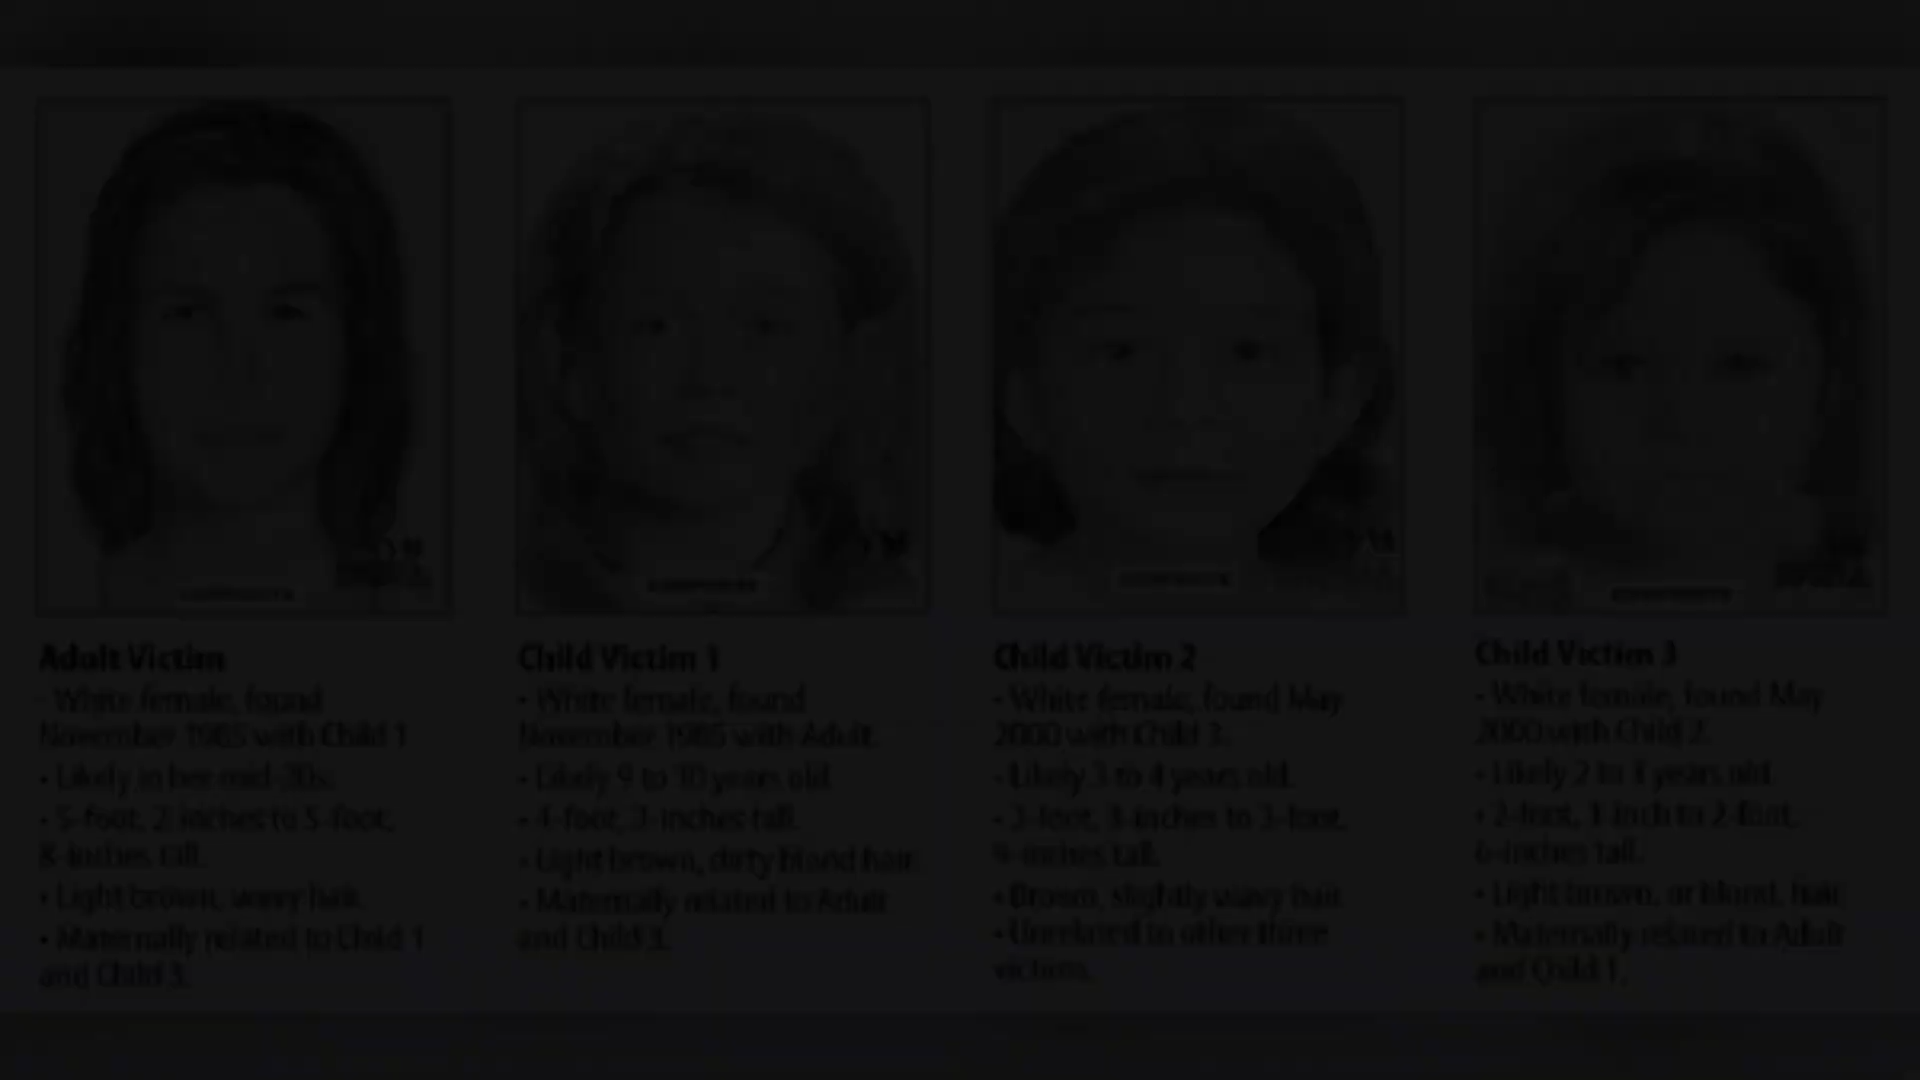 Adult Victim
- White female, found
November 1985 with Child 1
• Likely in her mid-20s.
• 5-foot, 2 inches to 5-foot,
8-inches tall.
• Light brown, wavy hair.
• Maternally related to Child 1
and Child 3.
Child Victim 1
• White female, found
November 1985 with Adult.
• Likely 9 to 10 years old.
• 4-foot, 3-inches tall.
• Light brown, dirty blond hair.
• Maternally related to Adult
and Child 3.
Child Victim 2
• White female, found May
2000 with Child 3.
• Likely 3 to 4 years old.
• 3-foot, 3-inches to 3-foot,
9-inches tall.
• Brown, slightly wavy hair
• Unrelated to other three
victims.
Child Victim 3
• White female, found May
2000 with Child 2.
• Likely 2 to 3 years old.
• 2-foot, 1-inch to 2-foot,
6-inches tall.
• Light brown, or blond, hair.
• Maternally related to Adult
and Child 1.